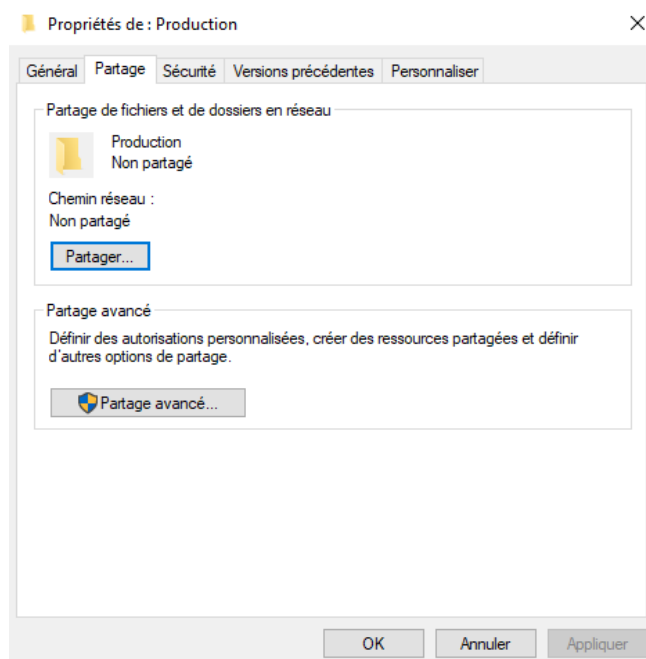 Propriétés de : Production
Général Partage Sécurité Versions précédentes Personnaliser
Partage de fichiers et de dossiers en réseau
Production
Non partagé
Chemin réseau :
Non partagé
Partager...
Partage avancé
Définir des autorisations personnalisées, créer des ressources partagées et définir
d'autres options de partage.
Partage avancé...
OK Annuler Appliquer